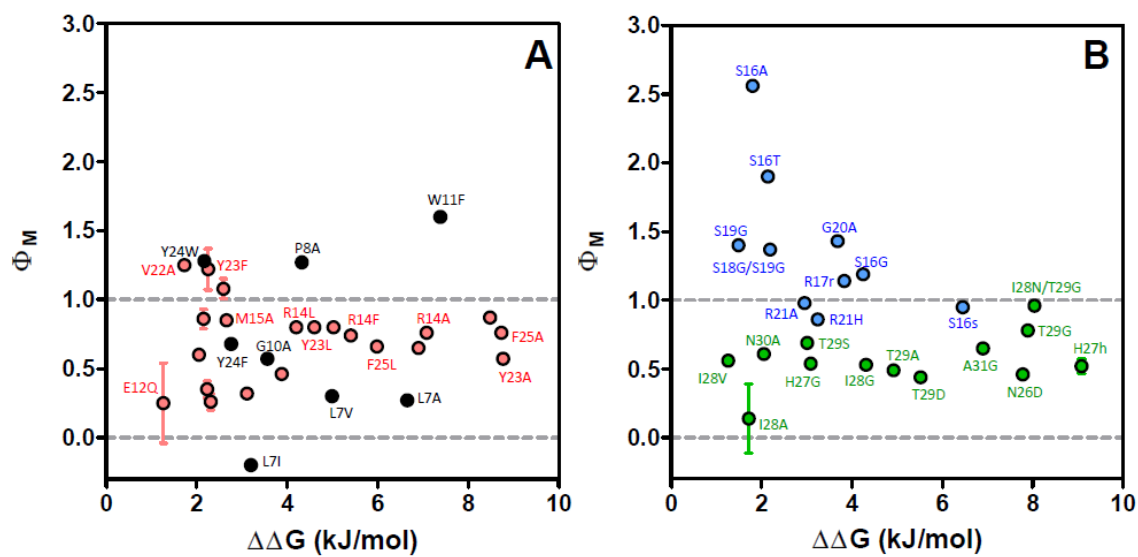 A
3.0
2.5
2.0
1.5
1.0
0.5
0.0
ΦM
W11F
Y24W
P8A
V22A
Y23F
M15A
R14L
R14F
R14A
G10A
Y23L
F25A
Y24F
F25L
Y23A
E12Q
L7V
L7A
L7I
0 2 4 6 8 10
ΔΔG (kJ/mol)
B
3.0
2.5
2.0
1.5
1.0
0.5
0.0
ΦM
S16A
S16T
S19G
G20A
S18G/S19G
R17r
S16G
I28N/T29G
R21A
R21H
S16s
N30A
T29S
T29G
I28V
H27G
I28G
T29A
A31G
H27h
T29D
N26D
I28A
0 2 4 6 8 10
ΔΔG (kJ/mol)